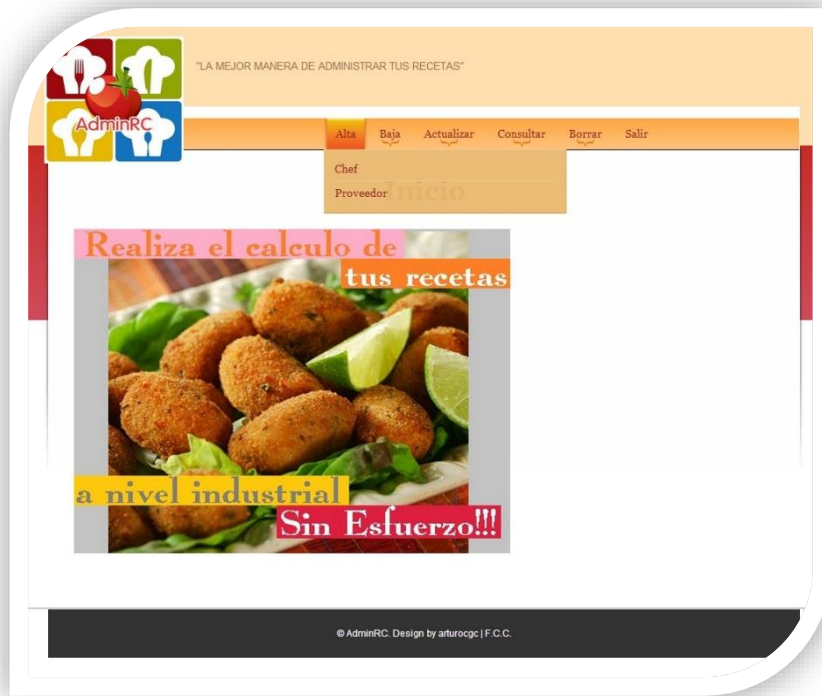 "LA MEJOR MANERA DE ADMINISTRAR TUS RECETAS"
AdminRC
Alta Baja Actualizar Consultar Borrar Salir
Chef
Proveedor
Inicio
Realiza el calculo de
tus recetas
a nivel industrial
Sin Esfuerzo!!!
© AdminRC. Design by arturocgc | F.C.C.